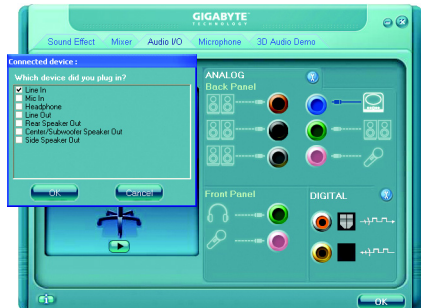 GIGABYTE
TECHNOLOGY
Sound Effect Mixer Audio I/O Microphone 3D Audio Demo
Connected device :
Which device did you plug in?
Line In
Mic In
Headphone
Line Out
Rear Speaker Out
Center/Subwoofer Speaker Out
Side Speaker Out
OK Cancel
ANALOG
Back Panel
Front Panel
DIGITAL
OK